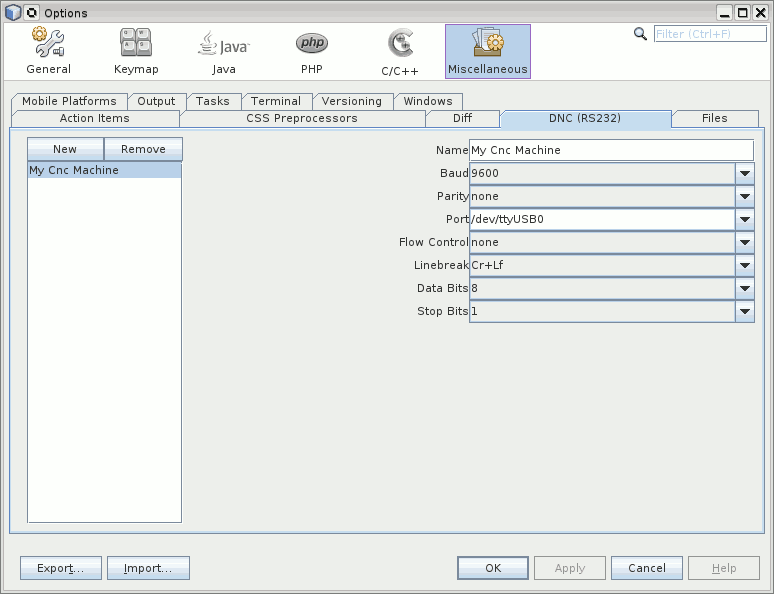 Options
Filter (Ctrl+F)
General Keymap Java Java PHP php C/C++ Miscellaneous
Mobile Platforms Output Tasks Terminal Versioning Windows
Action Items CSS Preprocessors Diff DNC (RS232) Files
New Remove
My Cnc Machine
Name My Cnc Machine
Baud 9600
Parity none
Port /dev/ttyUSB0
Flow Control none
Linebreak Cr+Lf
Data Bits 8
Stop Bits 1
Export... Import... OK Apply Cancel Help